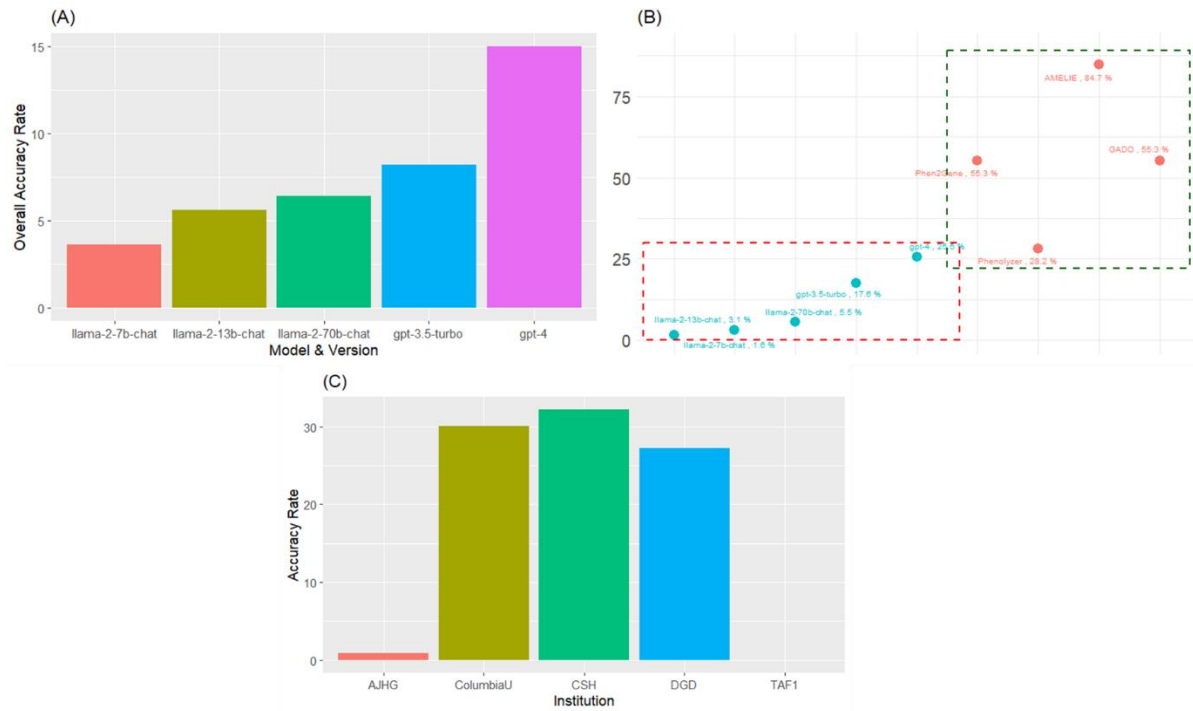 (A)
15
10
5
0
Overall Accuracy Rate
llama-2-7b-chat
llama-2-13b-chat
llama-2-70b-chat
gpt-3.5-turbo
gpt-4
Model & Version
(B)
75
50
25
0
AMELIE , 84.7 %
GADO , 55.3 %
Phen2Gene , 55.3 %
Phenolyzer , 28.2 %
gpt-4 , 25.5 %
gpt-3.5-turbo , 17.6 %
llama-2-70b-chat , 5.5 %
llama-2-13b-chat , 3.1 %
llama-2-7b-chat , 1.6 %
(C)
30
20
10
0
Accuracy Rate
AJHG
ColumbiaU
CSH
DGD
TAF1
Institution